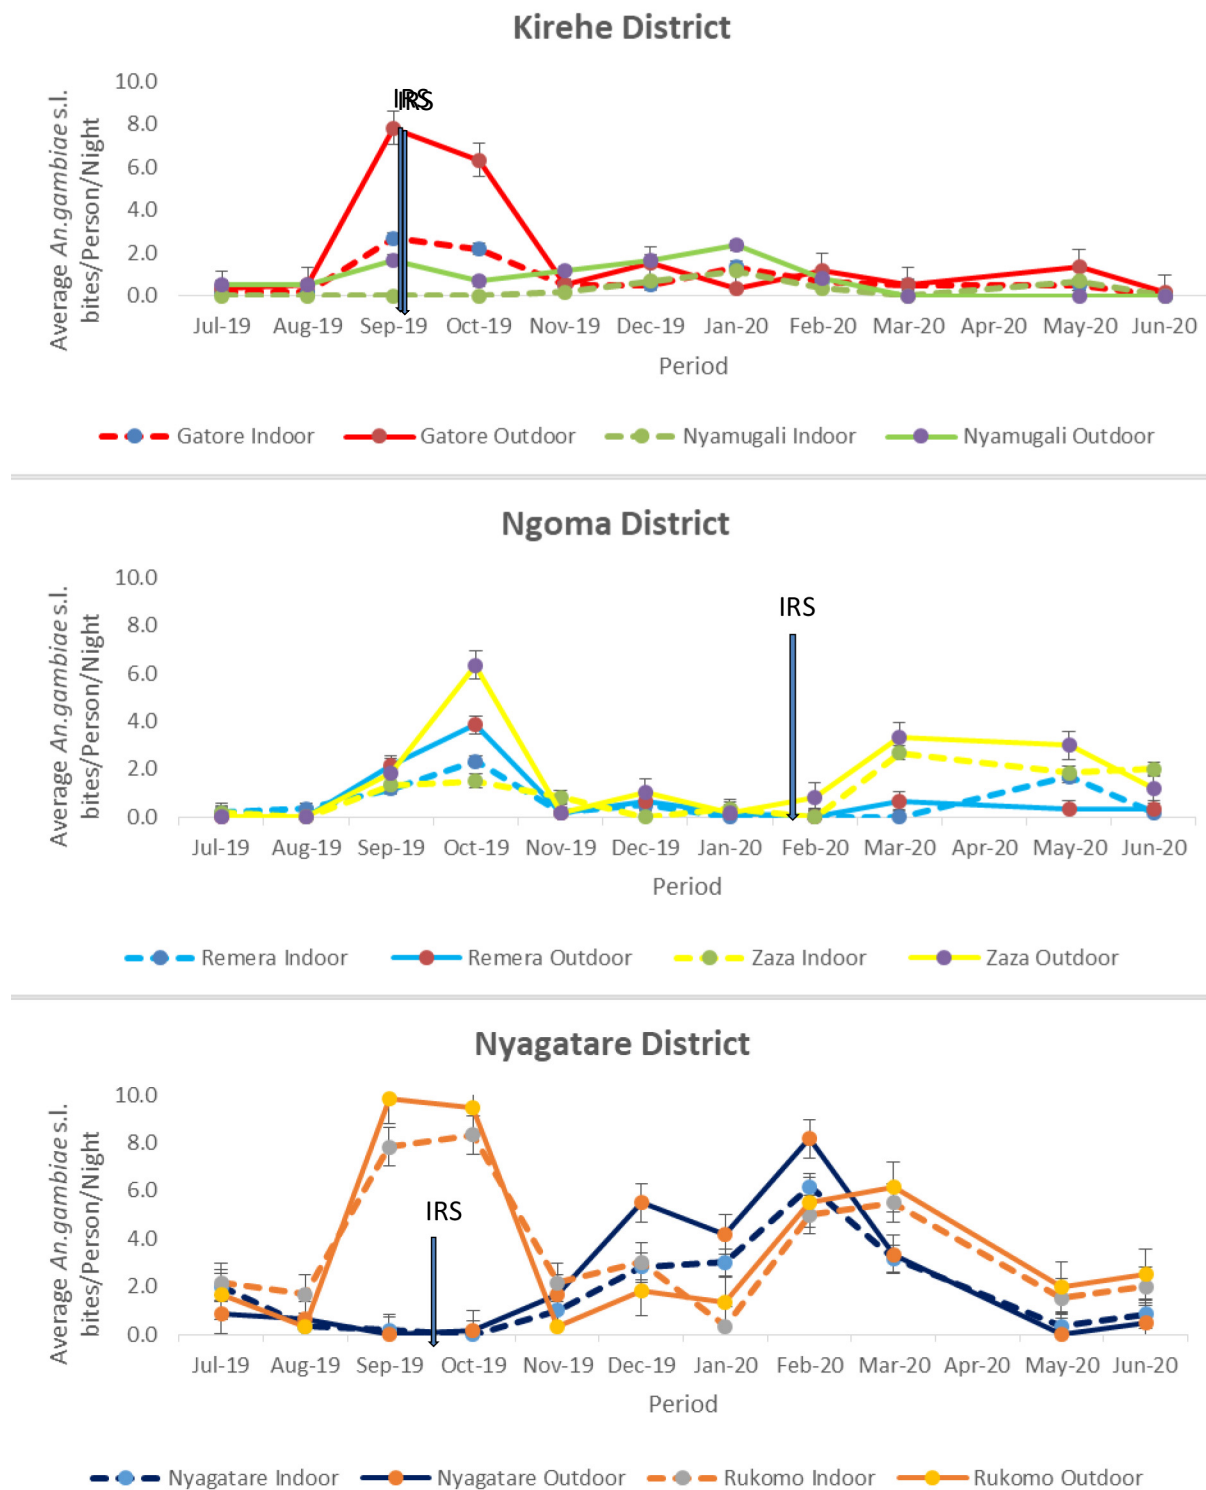 Kirehe District
Average An.gambiae s.l.
bites/Person/Night
10.0
8.0
6.0
4.0
2.0
0.0
IRS
IRS
Jul-19 Aug-19 Sep-19 Oct-19 Nov-19 Dec-19 Jan-20 Feb-20 Mar-20 Apr-20 May-20 Jun-20
Period
Gatore Indoor Gatore Outdoor Nyamugali Indoor Nyamugali Outdoor
Ngoma District
Average An.gambiae s.l.
bites/Person/Night
10.0
8.0
6.0
4.0
2.0
0.0
IRS
Jul-19 Aug-19 Sep-19 Oct-19 Nov-19 Dec-19 Jan-20 Feb-20 Mar-20 Apr-20 May-20 Jun-20
Period
Remera Indoor Remera Outdoor Zaza Indoor Zaza Outdoor
Nyagatare District
Average An.gambiae s.l.
bites/Person/Night
10.0
8.0
6.0
4.0
2.0
0.0
IRS
Jul-19 Aug-19 Sep-19 Oct-19 Nov-19 Dec-19 Jan-20 Feb-20 Mar-20 Apr-20 May-20 Jun-20
Period
Nyagatare Indoor Nyagatare Outdoor Rukomo Indoor Rukomo Outdoor